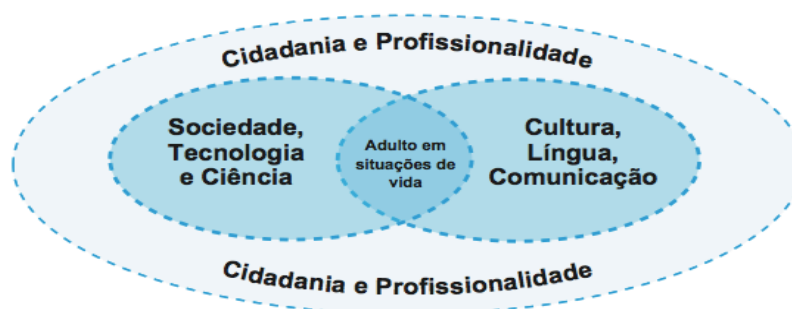 Cidadania e Profissionalidade
Sociedade,
Tecnologia
e Ciência
Adulto em
situações de
vida
Cultura,
Língua,
Comunicação
Cidadania e Profissionalidade